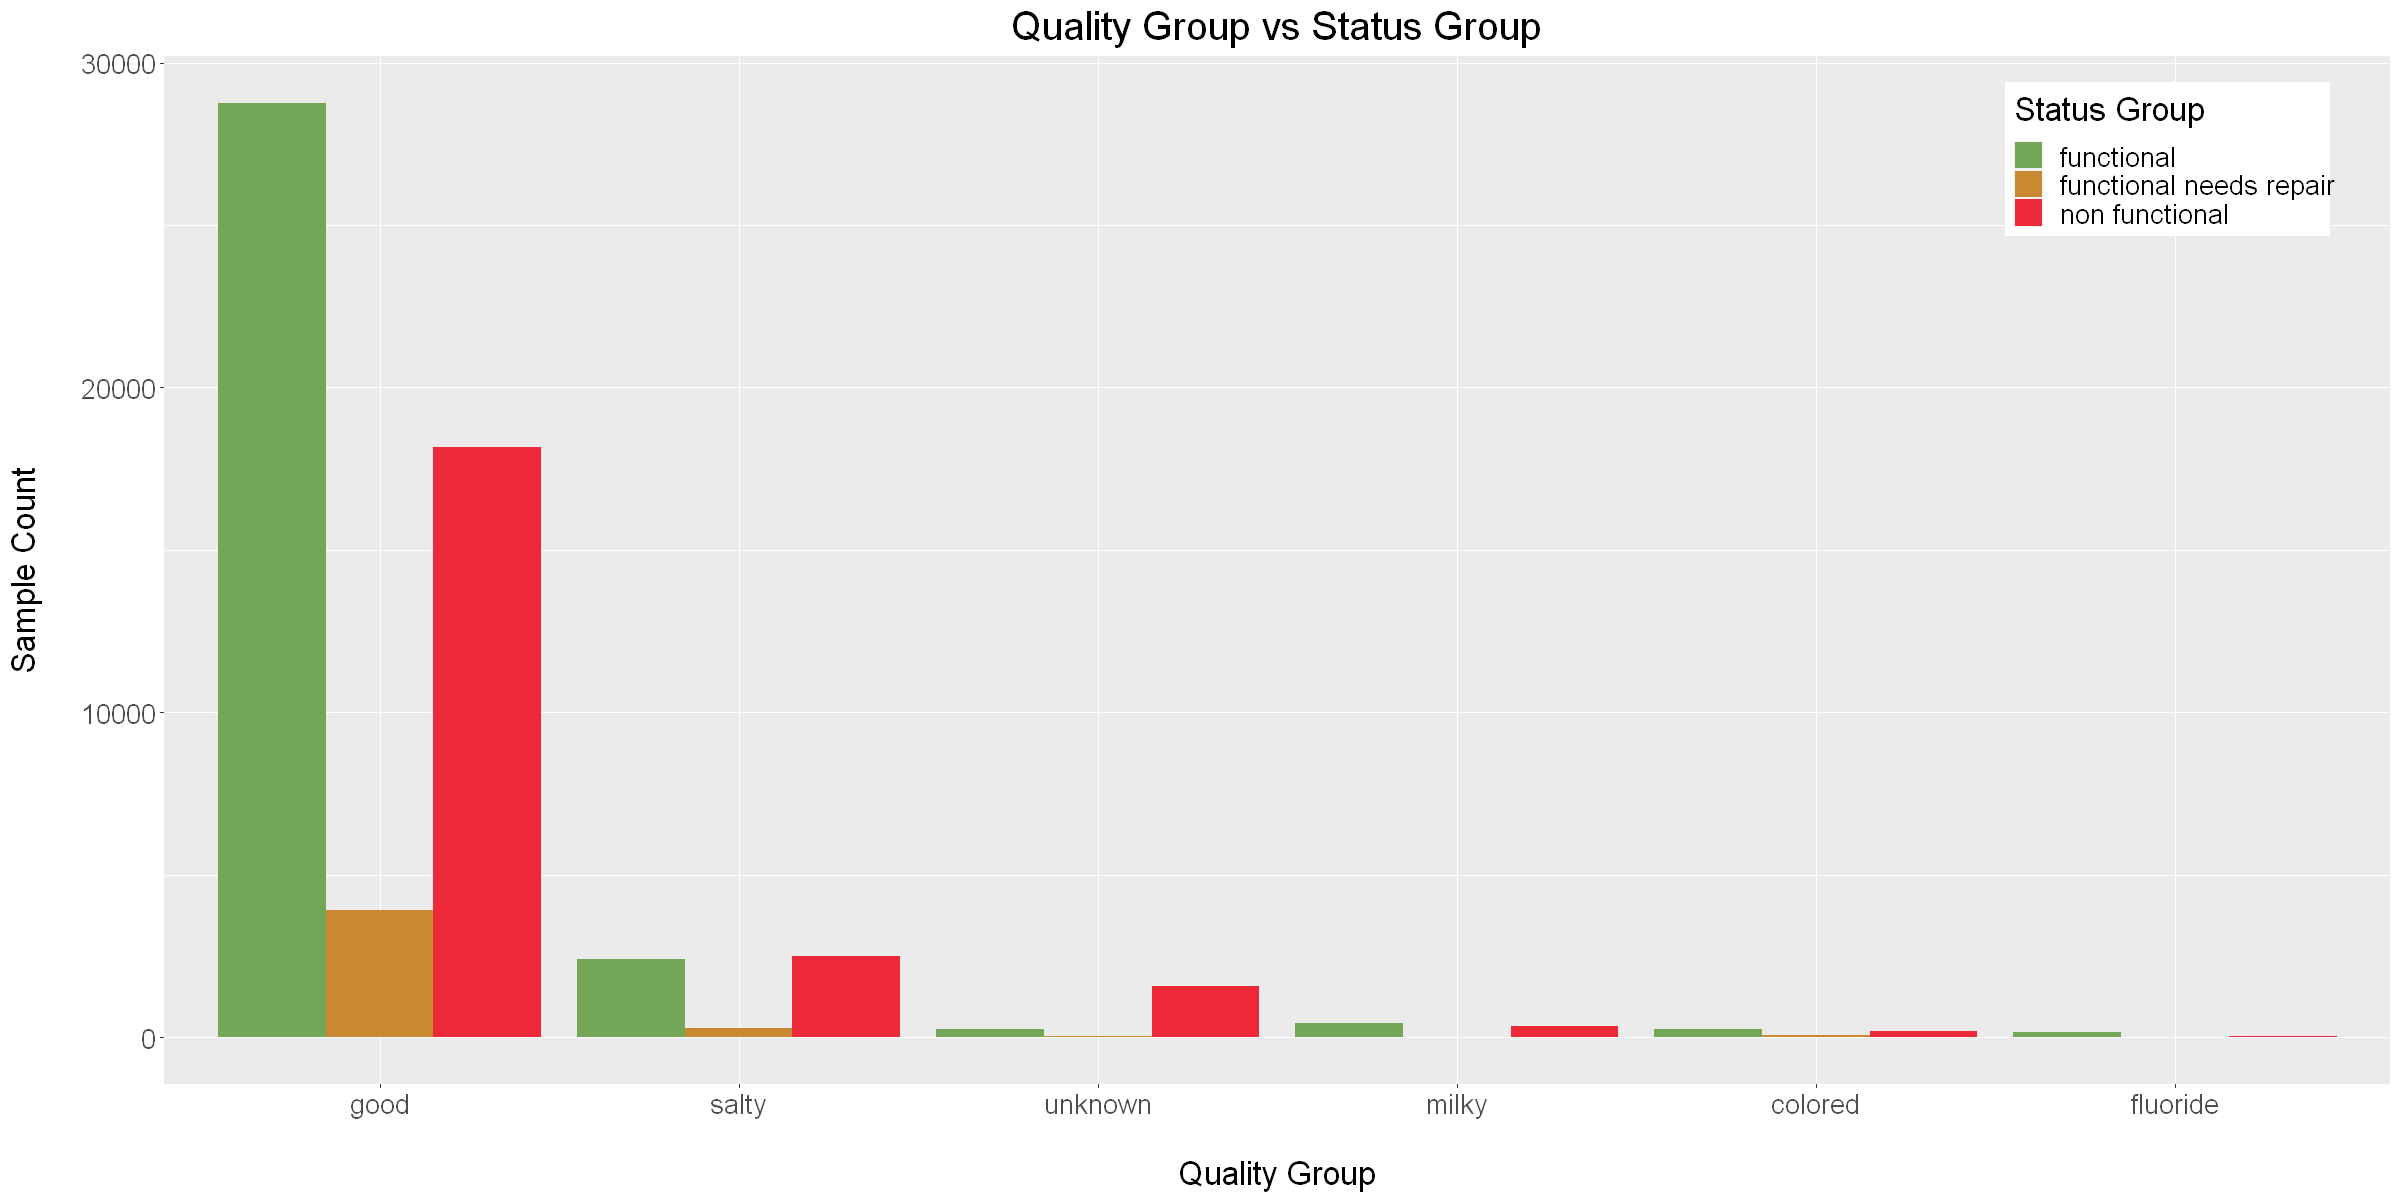 Quality Group vs Status Group
30000
20000
10000
0
Sample Count
Status Group
functional
functional needs repair
non functional
good
salty
unknown
milky
colored
fluoride
Quality Group